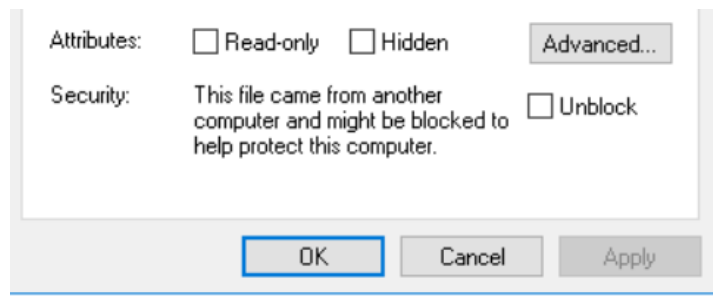 Attributes: Read-only Hidden Advanced...
Security: This file came from another
computer and might be blocked to
help protect this computer.
Unblock
OK Cancel Apply